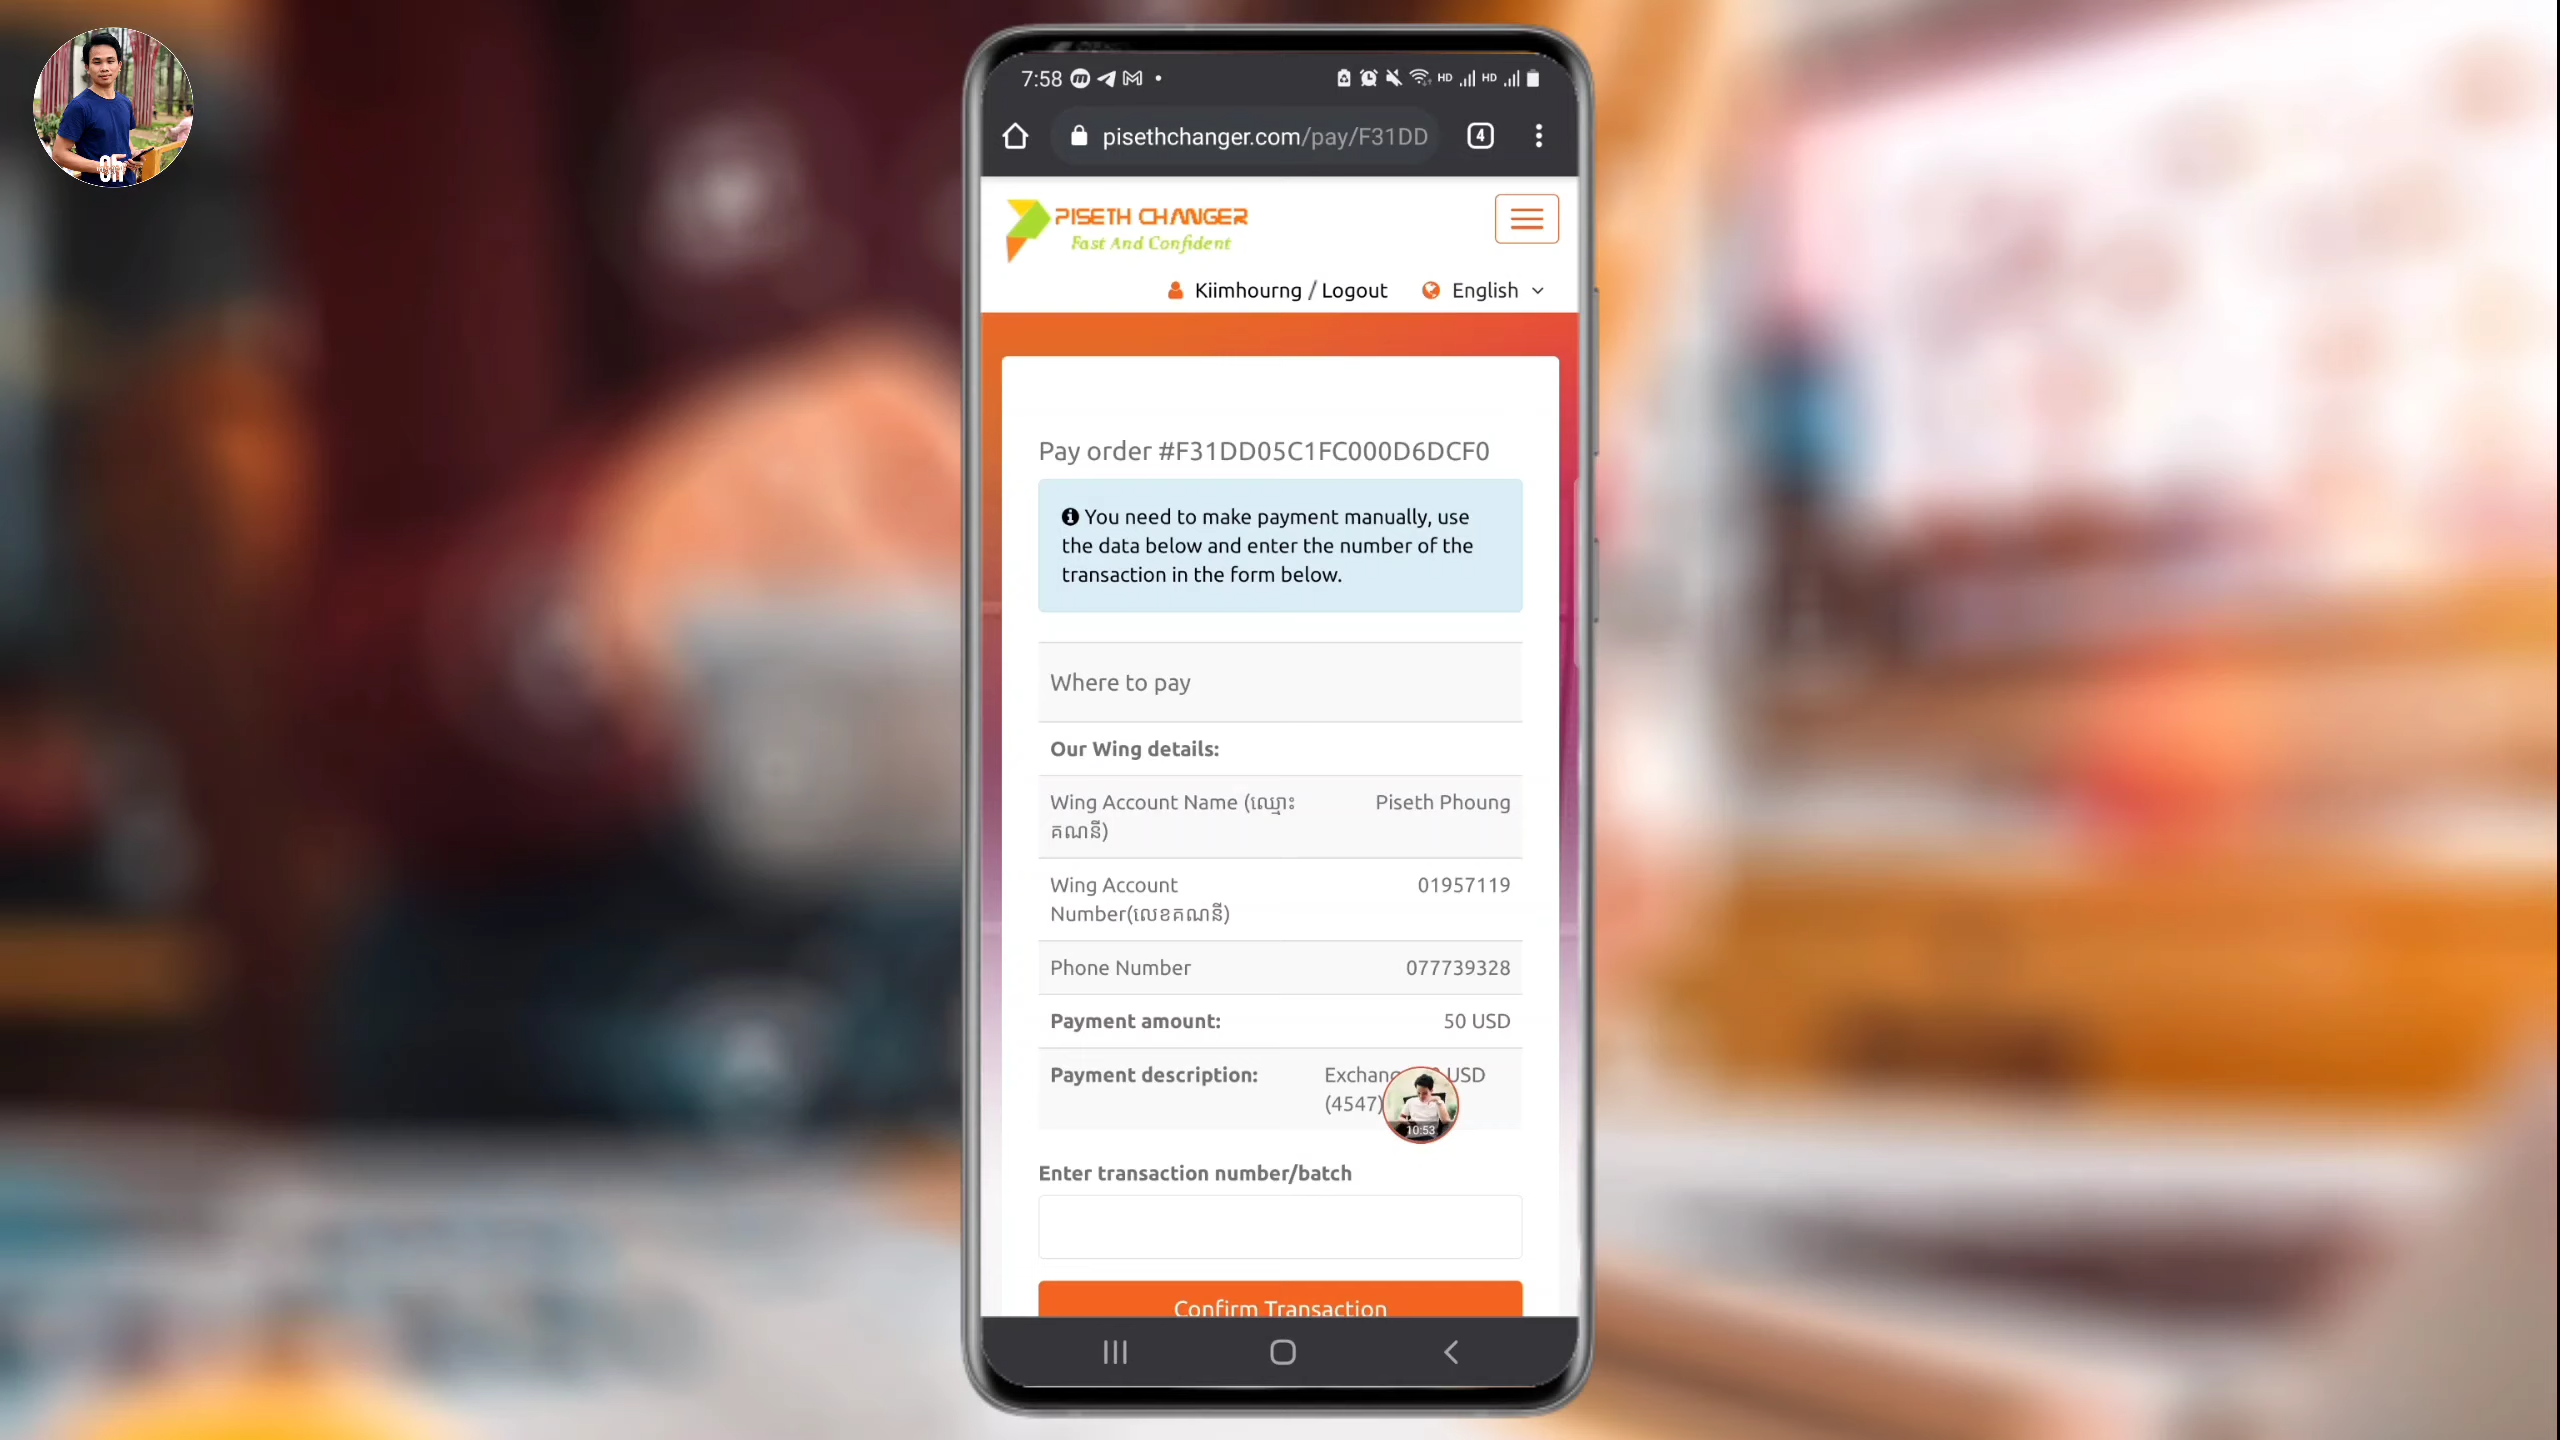 7:58
HD HD
pisethchanger.com/pay/F31DD
4
PISETH CHANGER
Fast And Confident
Kiimhourng / Logout English
Pay order #F31DD05C1FC000D6DCF0
You need to make payment manually, use
the data below and enter the number of the
transaction in the form below.
Where to pay
Our Wing details:
Wing Account Name (ឈ្មោះ
គណនី)
Piseth Phoung
Wing Account
Number(លេខគណនី)
01957119
Phone Number 077739328
Payment amount: 50 USD
Payment description:
USD
(4547)
10:53
Enter transaction number/batch
Confirm Transaction